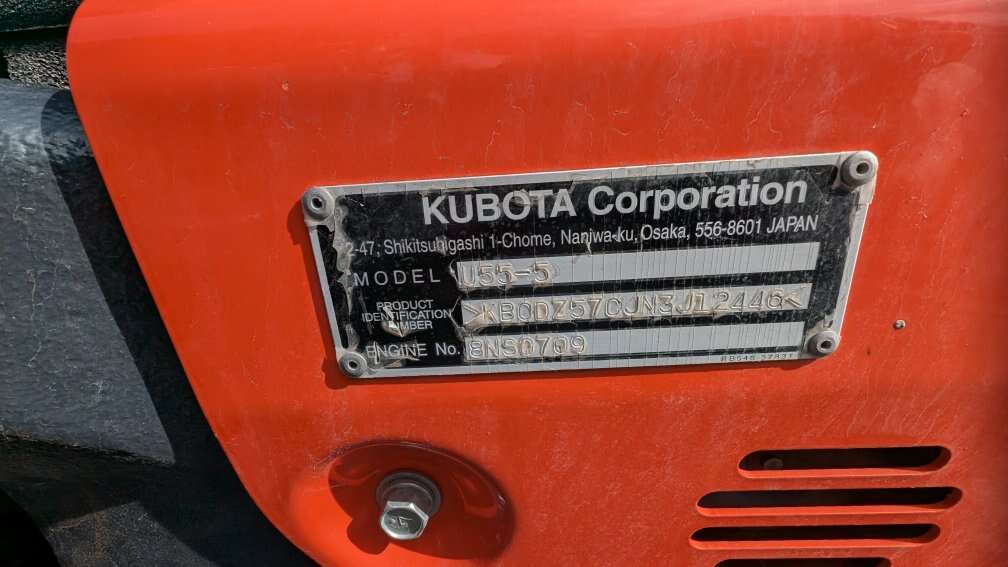 KUBOTA Corporation
2-47, Shikitsuhigashi 1-Chome, Naniwa-ku, Osaka, 556-8601 JAPAN
MODEL U55-5
PRODUCT
IDENTIFICATION
NUMBER >KBCDZ57CJN3J12446<
ENGINE No. 8NS0709